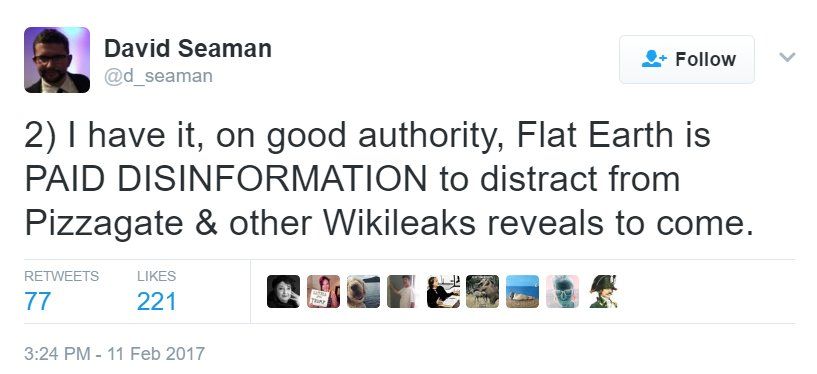 David Seaman
@d_seaman
Follow
2) I have it, on good authority, Flat Earth is
PAID DISINFORMATION to distract from
Pizzagate & other Wikileaks reveals to come.
RETWEETS LIKES
77 221
3:24 PM - 11 Feb 2017